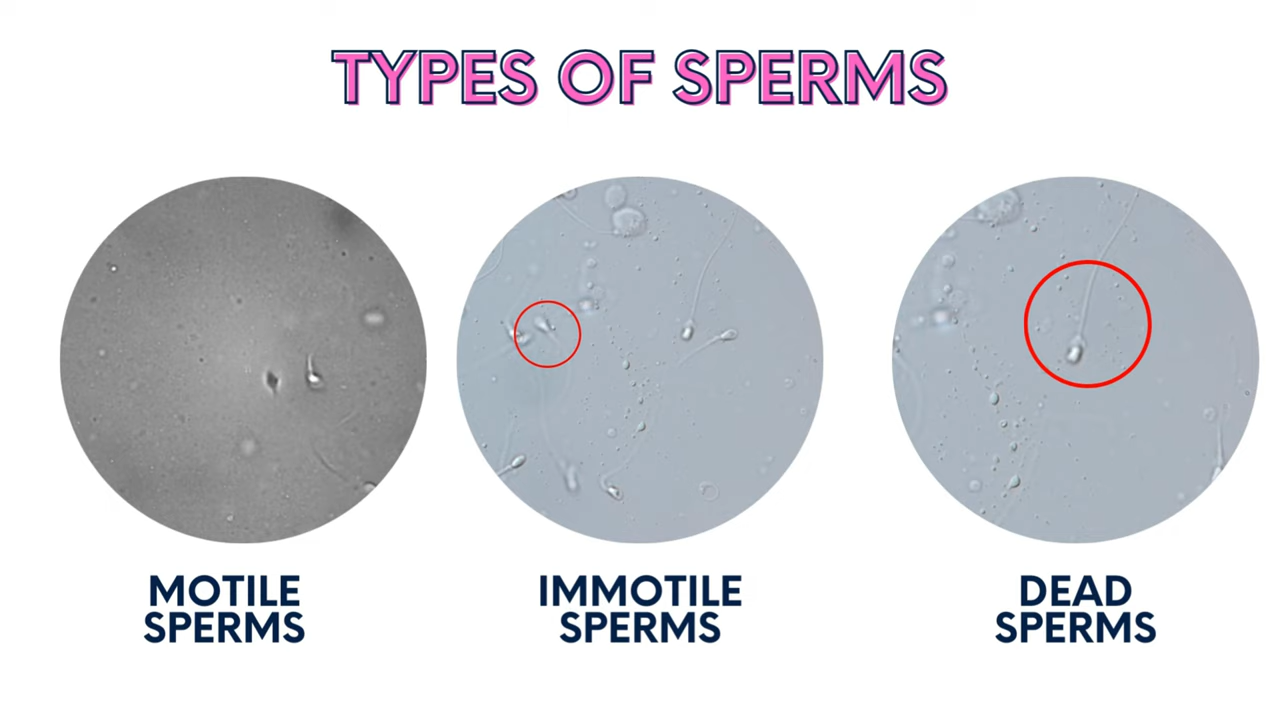 TYPES OF SPERMS
MOTILE
SPERMS
IMMOTILE
SPERMS
DEAD
SPERMS